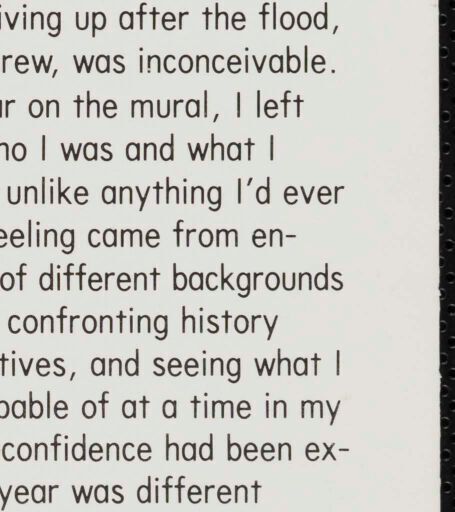 iving up after the flood,
rew, was inconceivable.
ar on the mural, I left
ho I was and what I
unlike anything I'd ever
eeling came from en-
of different backgrounds
confronting history
tives, and seeing what I
pable of at a time in my
confidence had been ex-
year was different